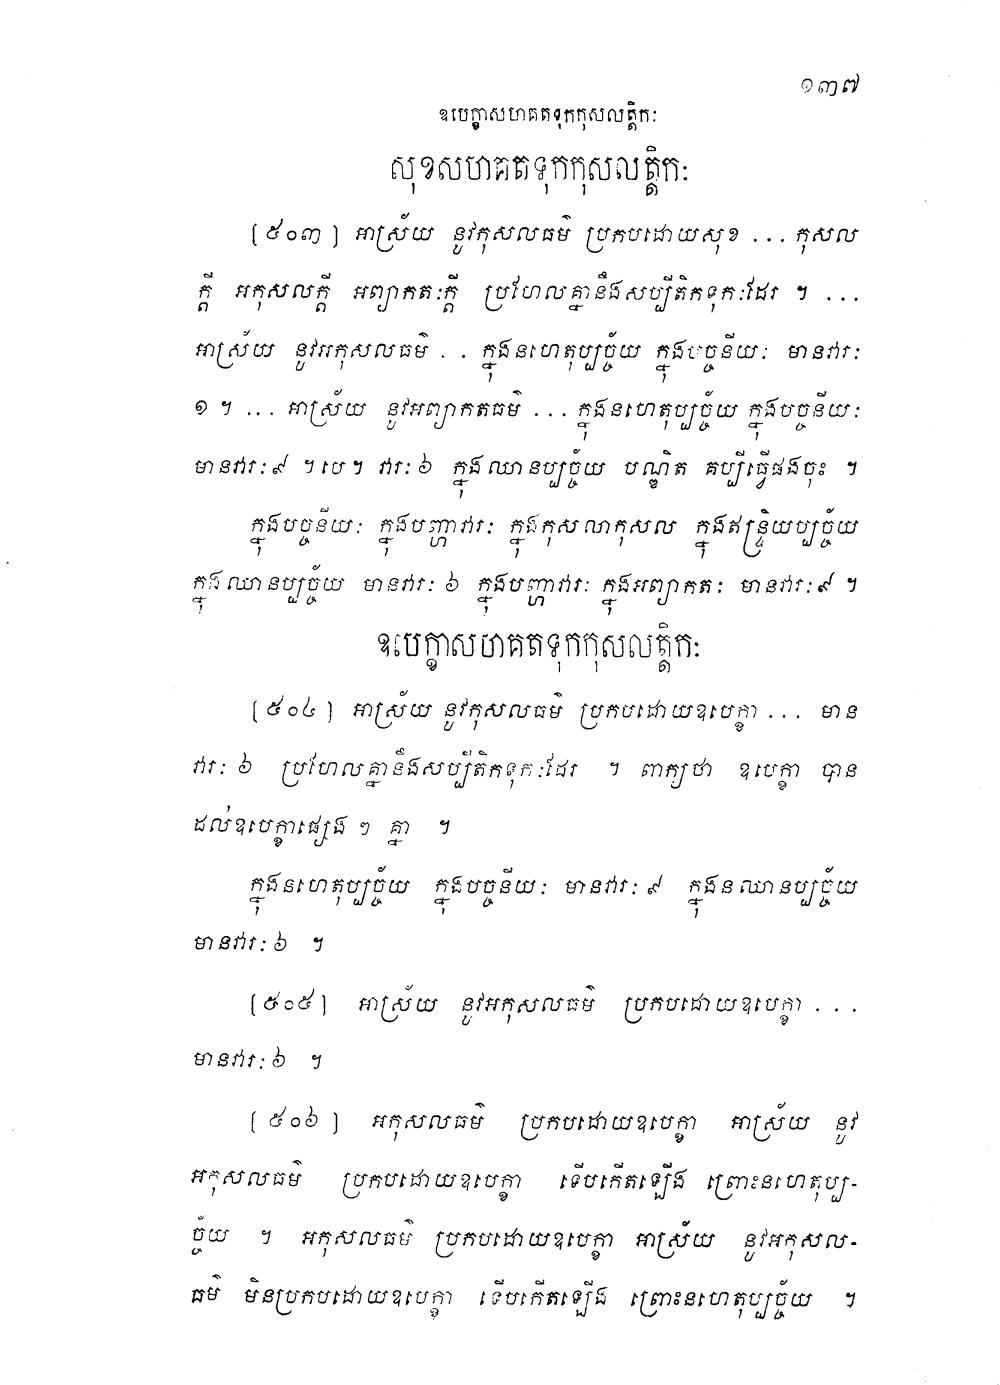 ១៣៧
ឧបេក្ខាសហគតទុកកុសលត្តិកៈ
សុខសហគតទុកកុសលត្តិកៈ
[៥០៣] អាស្រ័យ នូវកុសលធម៌ ប្រកបដោយសុខ ... កុសល
ក្តី អកុសលក្តី អព្យាកតៈក្តី ប្រហែលគ្នានឹងសប្បីតិកទុកៈដែរ ។ ...
អាស្រ័យ នូវអកុសលធម៌ .. ក្នុងនហេតុប្បច្ច័យ ក្នុងបច្ចនីយៈ មានវារៈ
១ ។ ... អាស្រ័យ នូវអព្យាកតធម៌ ... ក្នុងនហេតុប្បច្ច័យ ក្នុងបច្ចនីយៈ
មានវារៈ ៩ ។ បេ ។ វារៈ ៦ ក្នុងឈានប្បច្ច័យ បណ្ឌិត គប្បីធ្វើផងចុះ ។
ក្នុងបច្ចនីយៈ ក្នុងបញ្ហាវារៈ ក្នុងកុសលាកុសល ក្នុងឥន្ទ្រិយប្បច្ច័យ
ក្នុងឈានប្បច្ច័យ មានវារៈ ៦ ក្នុងបញ្ហាវារៈ ក្នុងអព្យាកតៈ មានវារៈ ៩ ។
ឧបេក្ខាសហគតទុកកុសលត្តិកៈ
[៥០៤] អាស្រ័យ នូវកុសលធម៌ ប្រកបដោយឧបេក្ខា ... មាន
វារៈ ៦ ប្រហែលគ្នានឹងសប្បីតិកទុកៈដែរ ។ ពាក្យថា ឧបេក្ខា បាន
ដល់ឧបេក្ខាផ្សេង ៗ គ្នា ។
ក្នុងនហេតុប្បច្ច័យ ក្នុងបច្ចនីយៈ មានវារៈ ៩ ក្នុងនឈានប្បច្ច័យ
មានវារៈ ៦ ។
[៥០៥] អាស្រ័យ នូវអកុសលធម៌ ប្រកបដោយឧបេក្ខា ...
មានវារៈ ៦ ។
[៥០៦] អកុសលធម៌ ប្រកបដោយឧបេក្ខា អាស្រ័យ នូវ
អកុសលធម៌ ប្រកបដោយឧបេក្ខា ទើបកើតឡើង ព្រោះនហេតុប្ប-
ច្ច័យ ។ អកុសលធម៌ ប្រកបដោយឧបេក្ខា អាស្រ័យ នូវអកុសល-
ធម៌ មិនប្រកបដោយឧបេក្ខា ទើបកើតឡើង ព្រោះនហេតុប្បច្ច័យ ។